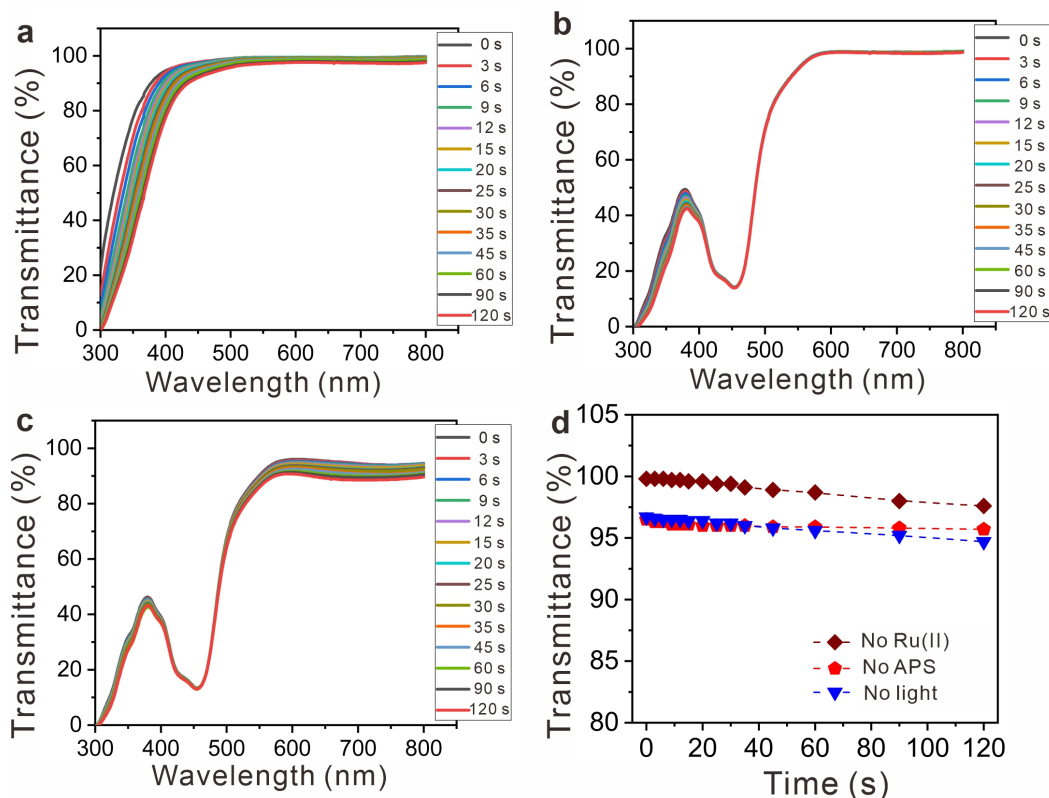 a
Transmittance (%)
100
80
60
40
20
0
300
400
500
600
700
800
Wavelength (nm)
0 s
3 s
6 s
9 s
12 s
15 s
20 s
25 s
30 s
35 s
45 s
60 s
90 s
120 s
b
Transmittance (%)
100
80
60
40
20
0
300
400
500
600
700
800
Wavelength (nm)
0 s
3 s
6 s
9 s
12 s
15 s
20 s
25 s
30 s
35 s
45 s
60 s
90 s
120 s
c
Transmittance (%)
100
80
60
40
20
0
300
400
500
600
700
800
Wavelength (nm)
0 s
3 s
6 s
9 s
12 s
15 s
20 s
25 s
30 s
35 s
45 s
60 s
90 s
120 s
d
Transmittance (%)
105
100
95
90
85
80
0
20
40
60
80
100
120
Time (s)
No Ru(II)
No APS
No light